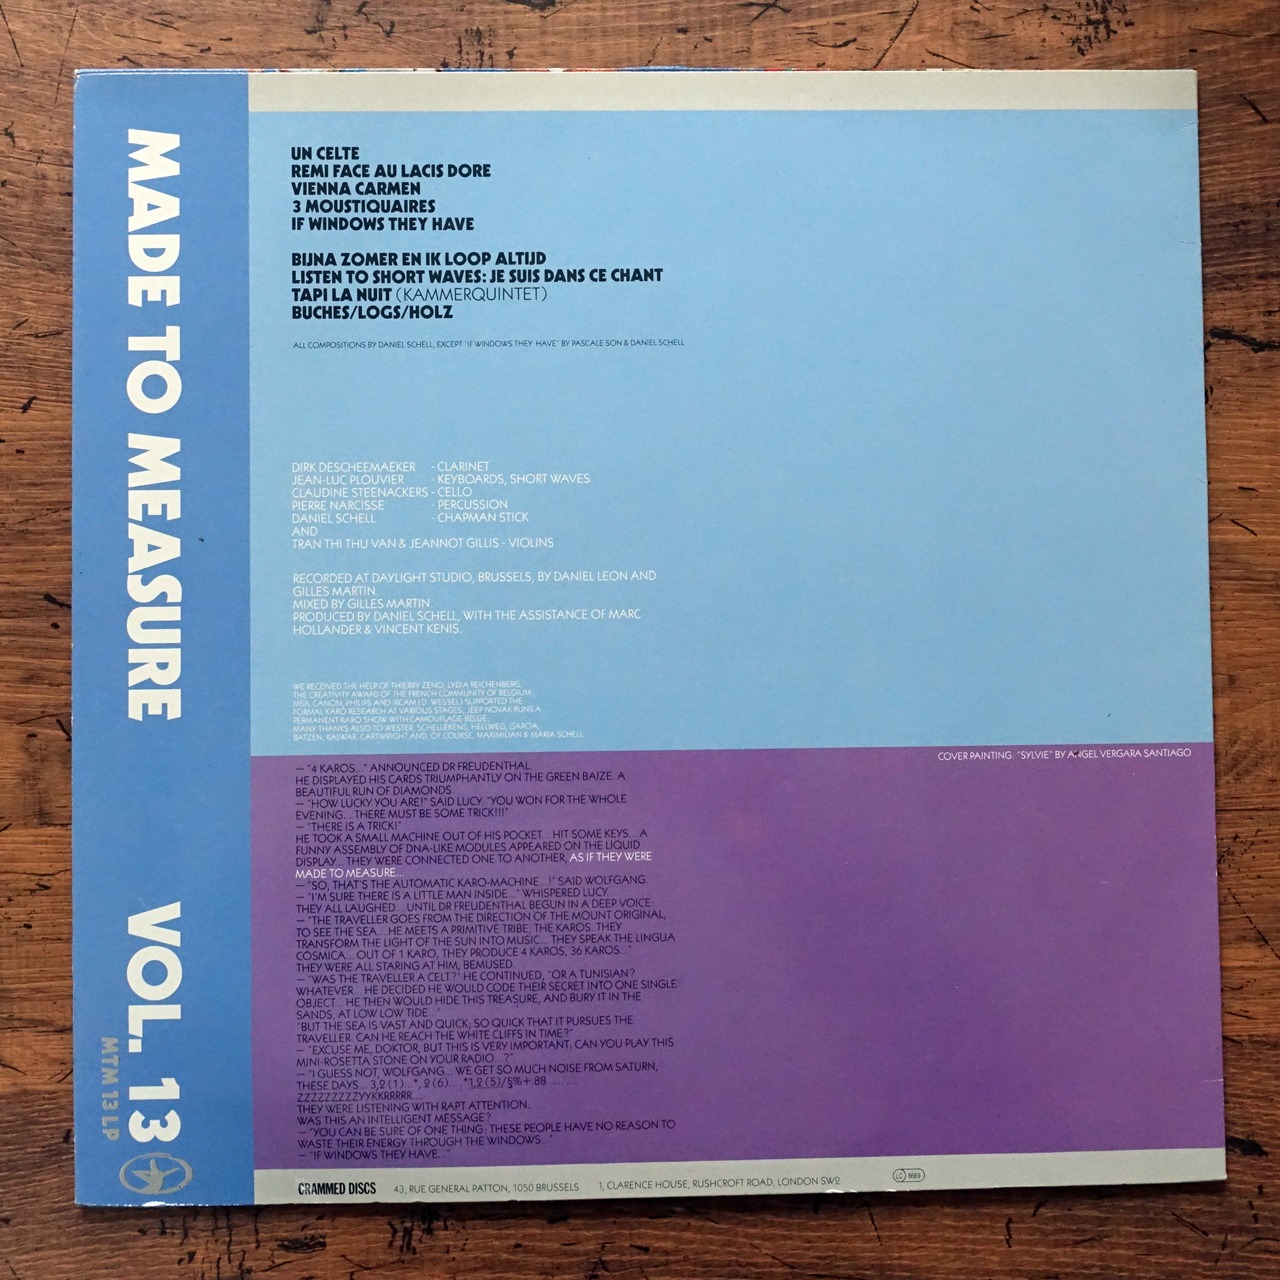 MADE TO MEASURE VOL. 13
MTM 13 LP
UN CELTE
REMI FACE AU LACIS DORE
VIENNA CARMEN
3 MOUSTIQUAIRES
IF WINDOWS THEY HAVE
BIJNA ZOMER EN IK LOOP ALTIJD
LISTEN TO SHORT WAVES: JE SUIS DANS CE CHANT
TAPI LA NUIT (KAMMERQUINTET)
BUCHES/LOGS/HOLZ
ALL COMPOSITIONS BY DANIEL SCHELL, EXCEPT "IF WINDOWS THEY HAVE" BY PASCALE SON & DANIEL SCHELL
DIRK DESCHEEMAEKER - CLARINET
JEAN-LUC PLOUVIER - KEYBOARDS, SHORT WAVES
CLAUDINE STEENACKERS - CELLO
PIERRE NARCISSE - PERCUSSION
DANIEL SCHELL - CHAPMAN STICK
AND
TRAN THI THU VAN & JEANNOT GILLIS - VIOLINS
RECORDED AT DAYLIGHT STUDIO, BRUSSELS, BY DANIEL LEON AND
GILLES MARTIN.
MIXED BY GILLES MARTIN
PRODUCED BY DANIEL SCHELL, WITH THE ASSISTANCE OF MARC
HOLLANDER & VINCENT KENIS.
WE RECEIVED THE HELP OF THIERRY ZENO, LYDIA REICHENBERG,
THE CREATIVITY AWARD OF THE FRENCH COMMUNITY OF BELGIUM.
MSX, CANON, PHILIPS AND IRCAM (D. WESSEL) SUPPORTED THE
FORMAL KARO RESEARCH AT VARIOUS STAGES, JEEP NOVAK RUNS A
PERMANENT KARO SHOW WITH CAMOUFLAGE BELGE.
MANY THANKS ALSO TO WESTER, SCHELLEKENS, HELLWEG, GARCIA,
BATZEN, KALWAR, CARTWRIGHT AND, OF COURSE, MAXIMILIAN & MARIA SCHELL
COVER PAINTING: "SYLVIE" BY ANGEL VERGARA SANTIAGO
— "4 KAROS..." ANNOUNCED DR FREUDENTHAL.
HE DISPLAYED HIS CARDS TRIUMPHANTLY ON THE GREEN BAIZE. A
BEAUTIFUL RUN OF DIAMONDS.
— "HOW LUCKY YOU ARE!" SAID LUCY. "YOU WON FOR THE WHOLE
EVENING... THERE MUST BE SOME TRICK!!!"
— "THERE IS A TRICK!"
HE TOOK A SMALL MACHINE OUT OF HIS POCKET... HIT SOME KEYS... A
FUNNY ASSEMBLY OF DNA-LIKE MODULES APPEARED ON THE LIQUID
DISPLAY... THEY WERE CONNECTED ONE TO ANOTHER, AS IF THEY WERE
MADE TO MEASURE...
— "SO, THAT'S THE AUTOMATIC KARO-MACHINE...!" SAID WOLFGANG.
— "I'M SURE THERE IS A LITTLE MAN INSIDE..." WHISPERED LUCY.
THEY ALL LAUGHED... UNTIL DR FREUDENTHAL BEGUN IN A DEEP VOICE:
— "THE TRAVELLER GOES FROM THE DIRECTION OF THE MOUNT ORIGINAL,
TO SEE THE SEA... HE MEETS A PRIMITIVE TRIBE, THE KAROS. THEY
TRANSFORM THE LIGHT OF THE SUN INTO MUSIC... THEY SPEAK THE LINGUA
COSMICA... OUT OF 1 KARO, THEY PRODUCE 4 KAROS, 36 KAROS..."
THEY WERE ALL STARING AT HIM, BEMUSED.
— "WAS THE TRAVELLER A CELT?" HE CONTINUED, "OR A TUNISIAN?
WHATEVER... HE DECIDED HE WOULD CODE THEIR SECRET INTO ONE SINGLE
OBJECT... HE THEN WOULD HIDE THIS TREASURE, AND BURY IT IN THE
SANDS, AT LOW LOW TIDE..."
"BUT THE SEA IS VAST AND QUICK, SO QUICK THAT IT PURSUES THE
TRAVELLER. CAN HE REACH THE WHITE CLIFFS IN TIME?"
— "EXCUSE ME, DOKTOR, BUT THIS IS VERY IMPORTANT: CAN YOU PLAY THIS
MINI-ROSETTA STONE ON YOUR RADIO...?"
— "I GUESS NOT, WOLFGANG... WE GET SO MUCH NOISE FROM SATURN,
THESE DAYS... 3,2 (1)...*, 2 (6)... .*1,2 (5)/§%+.88 .... ....
ZZZZZZZZZZYYKKRRRRR....
THEY WERE LISTENING WITH RAPT ATTENTION:
WAS THIS AN INTELLIGENT MESSAGE?
— "YOU CAN BE SURE OF ONE THING: THESE PEOPLE HAVE NO REASON TO
WASTE THEIR ENERGY THROUGH THE WINDOWS..."
— "IF WINDOWS THEY HAVE..."
CRAMMED DISCS 43, RUE GENERAL PATTON, 1050 BRUSSELS 1, CLARENCE HOUSE, RUSHCROFT ROAD, LONDON SW2
LC 8689